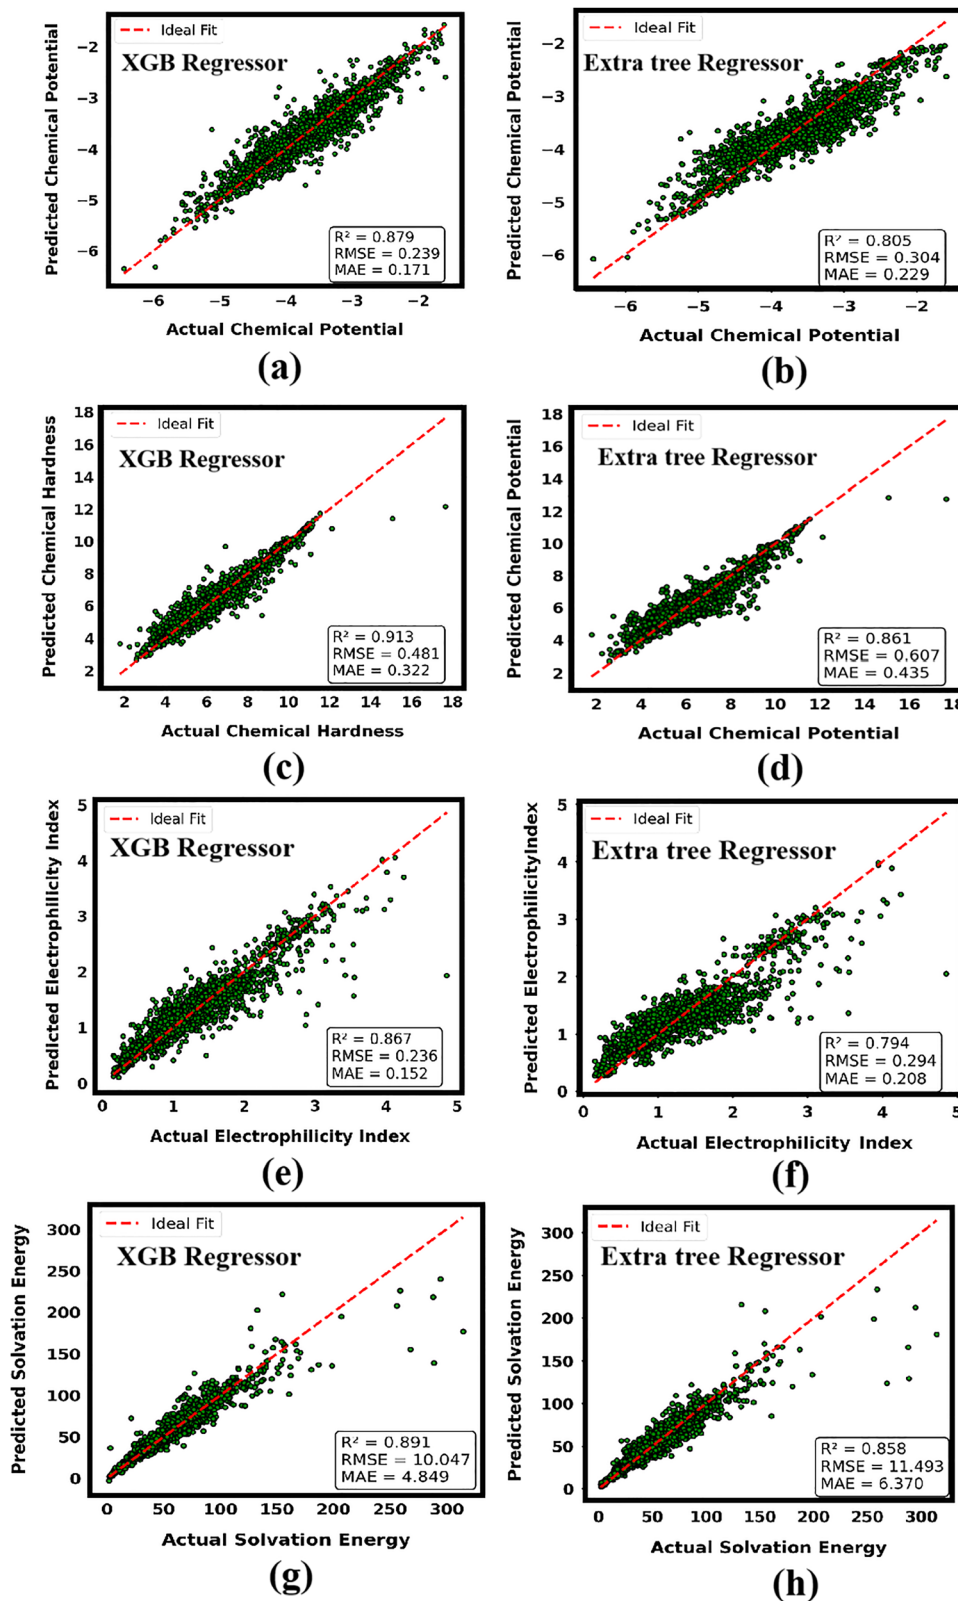 Ideal Fit
XGB Regressor
Predicted Chemical Potential
−2
−3
−4
−5
−6
R² = 0.879
RMSE = 0.239
MAE = 0.171
−6 −5 −4 −3 −2
Actual Chemical Potential
(a)
Ideal Fit
Extra tree Regressor
Predicted Chemical Potential
−2
−3
−4
−5
−6
R² = 0.805
RMSE = 0.304
MAE = 0.229
−6 −5 −4 −3 −2
Actual Chemical Potential
(b)
Ideal Fit
XGB Regressor
Predicted Chemical Hardness
18
16
14
12
10
8
6
4
2
R² = 0.913
RMSE = 0.481
MAE = 0.322
2 4 6 8 10 12 14 16 18
Actual Chemical Hardness
(c)
Ideal Fit
Extra tree Regressor
Predicted Chemical Potential
18
16
14
12
10
8
6
4
2
R² = 0.861
RMSE = 0.607
MAE = 0.435
2 4 6 8 10 12 14 16 18
Actual Chemical Potential
(d)
Ideal Fit
XGB Regressor
Predicted Electrophilicity Index
5
4
3
2
1
0
R² = 0.867
RMSE = 0.236
MAE = 0.152
0 1 2 3 4 5
Actual Electrophilicity Index
(e)
Ideal Fit
Extra tree Regressor
Predicted ElectrophilicityIndex
5
4
3
2
1
0
R² = 0.794
RMSE = 0.294
MAE = 0.208
0 1 2 3 4 5
Actual Electrophilicity Index
(f)
Ideal Fit
XGB Regressor
Predicted Solvation Energy
300
250
200
150
100
50
0
R² = 0.891
RMSE = 10.047
MAE = 4.849
0 50 100 150 200 250 300
Actual Solvation Energy
(g)
Ideal Fit
Extra tree Regressor
Predicted Solvation Energy
300
250
200
150
100
50
0
R² = 0.858
RMSE = 11.493
MAE = 6.370
0 50 100 150 200 250 300
Actual Solvation Energy
(h)